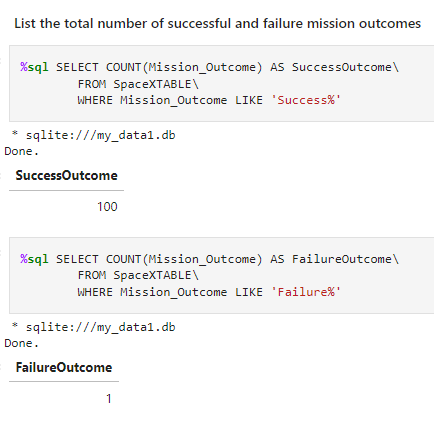 List the total number of successful and failure mission outcomes
%sql SELECT COUNT(Mission_Outcome) AS SuccessOutcome\
FROM SpaceXTABLE\
WHERE Mission_Outcome LIKE 'Success%'
* sqlite:///my_data1.db
Done.
SuccessOutcome
100
%sql SELECT COUNT(Mission_Outcome) AS FailureOutcome\
FROM SpaceXTABLE\
WHERE Mission_Outcome LIKE 'Failure%'
* sqlite:///my_data1.db
Done.
FailureOutcome
1